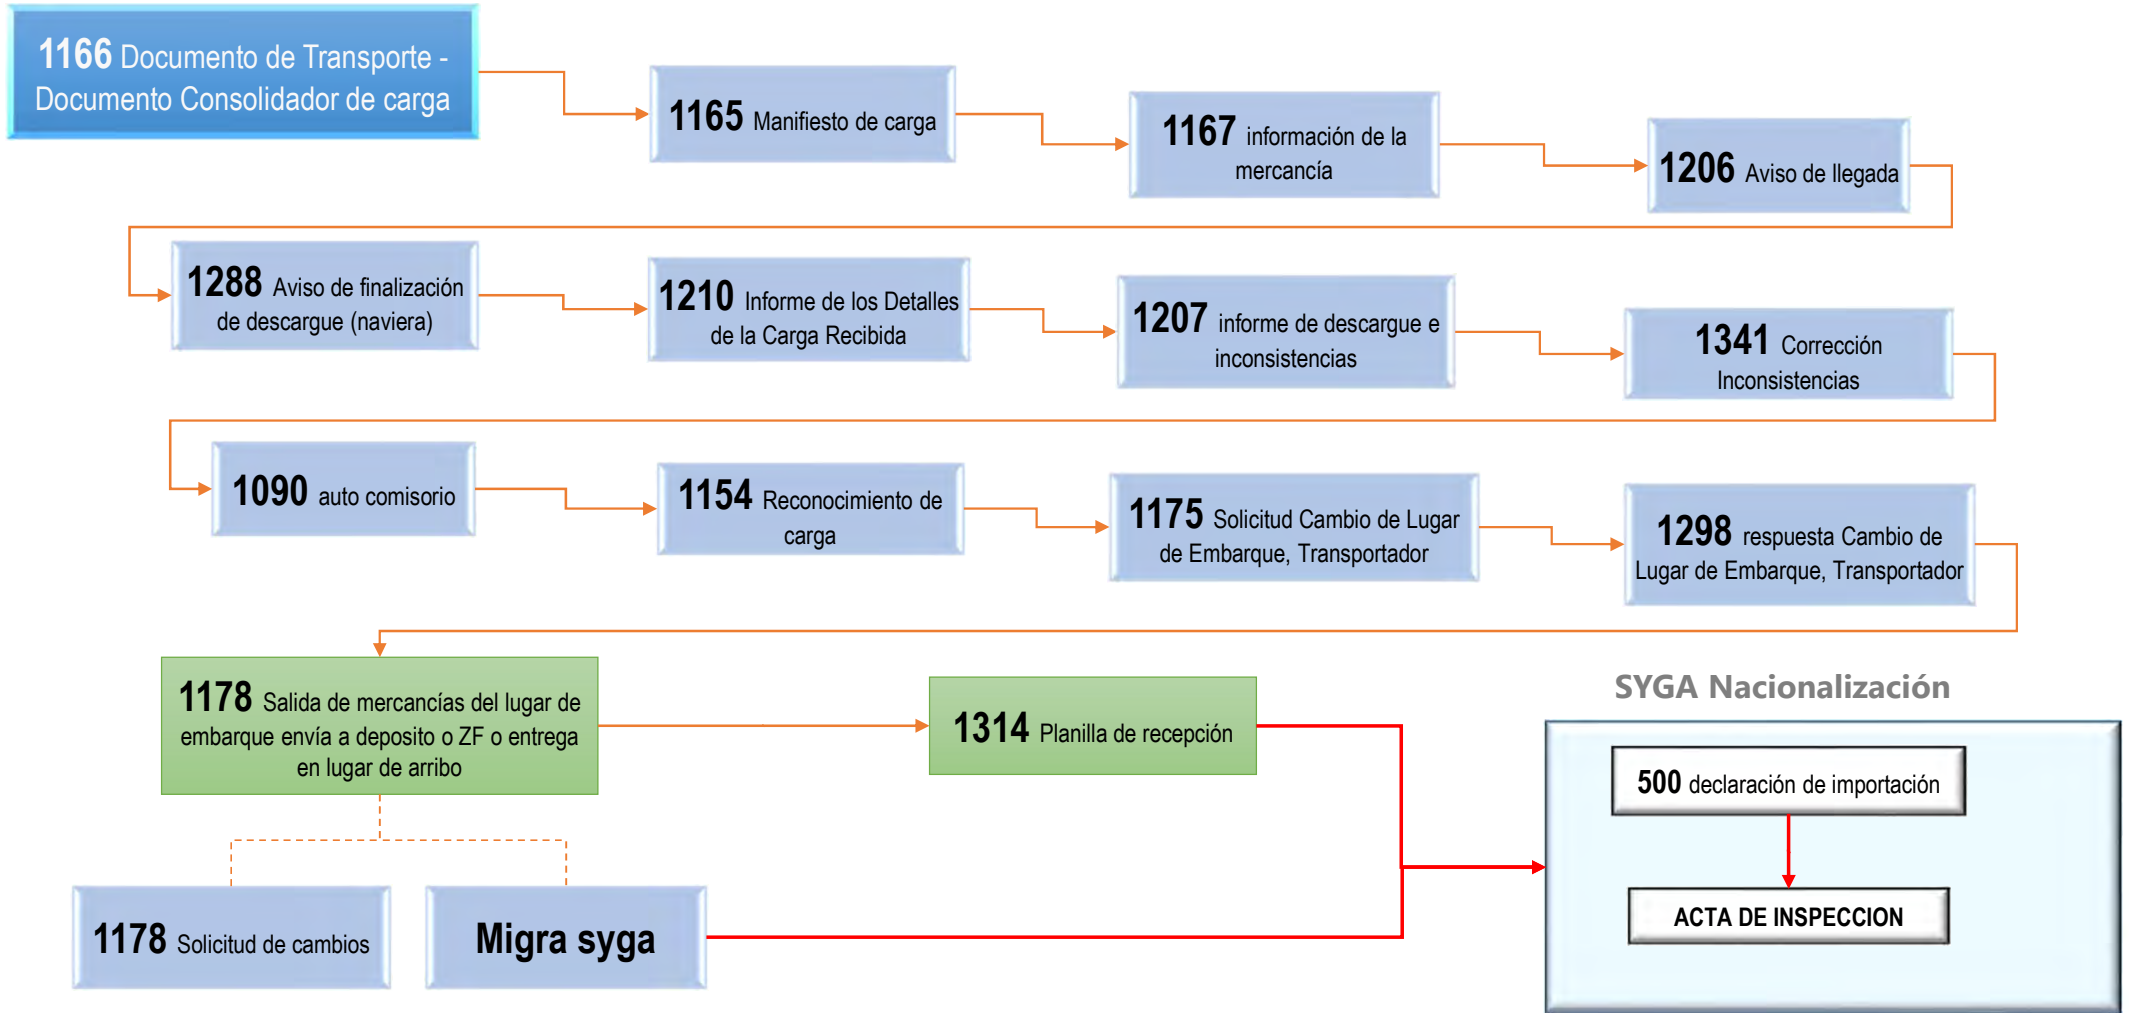 1166 Documento de Transporte -
Documento Consolidador de carga
1165 Manifiesto de carga
1167 información de la
mercancía
1206 Aviso de llegada
1288 Aviso de finalización
de descargue (naviera)
1210 Informe de los Detalles
de la Carga Recibida
1207 informe de descargue e
inconsistencias
1341 Corrección
Inconsistencias
1090 auto comisorio
1154 Reconocimiento de
carga
1175 Solicitud Cambio de Lugar
de Embarque, Transportador
1298 respuesta Cambio de
Lugar de Embarque, Transportador
1178 Salida de mercancías del lugar de
embarque envía a deposito o ZF o entrega
en lugar de arribo
1314 Planilla de recepción
SYGA Nacionalización
500 declaración de importación
ACTA DE INSPECCION
1178 Solicitud de cambios
Migra syga